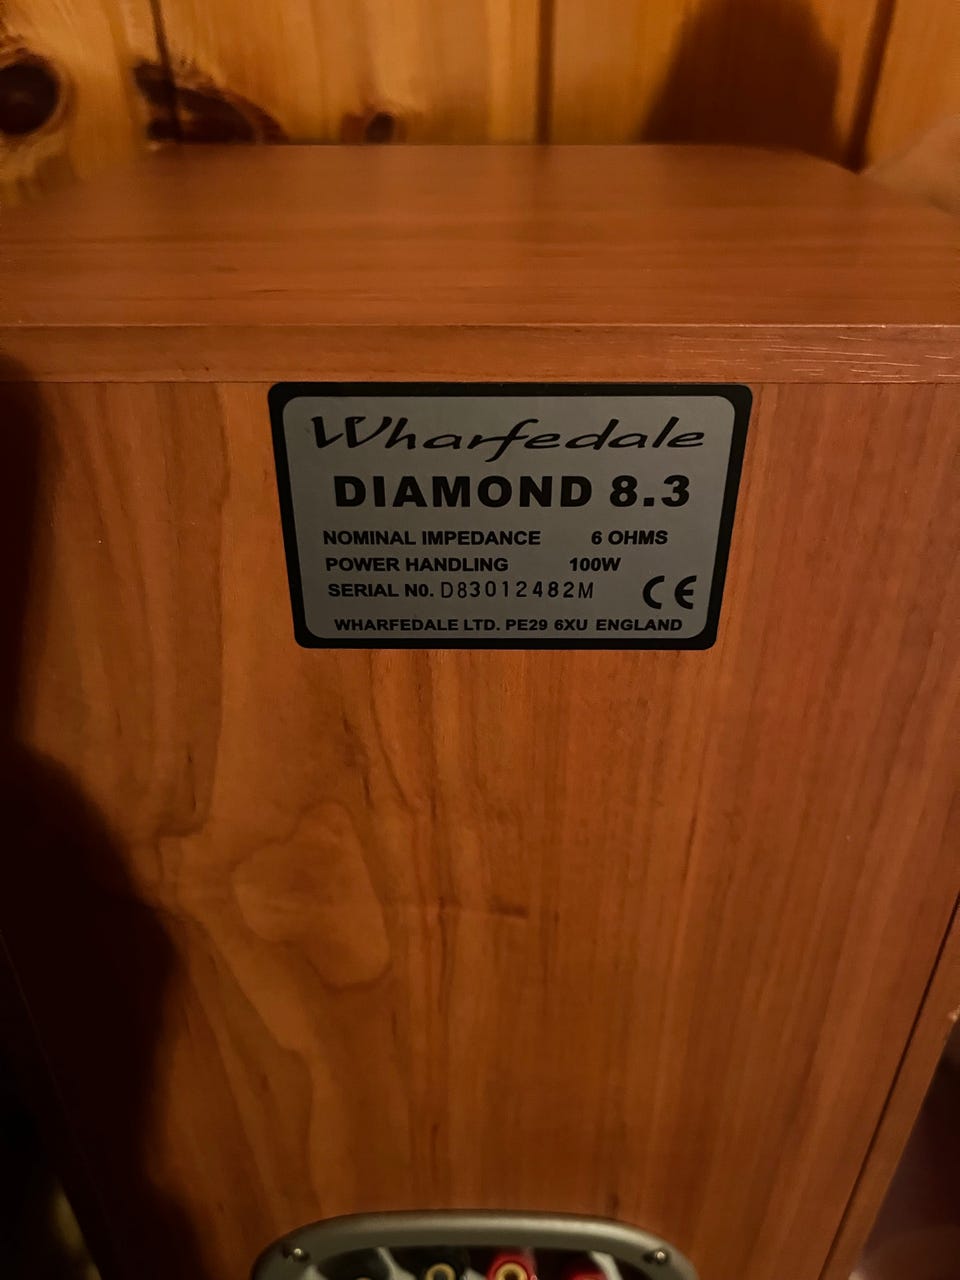 Wharfedale
DIAMOND 8.3
NOMINAL IMPEDANCE 6 OHMS
POWER HANDLING 100W
SERIAL N0. D83012482M
CE
WHARFEDALE LTD. PE29 6XU ENGLAND